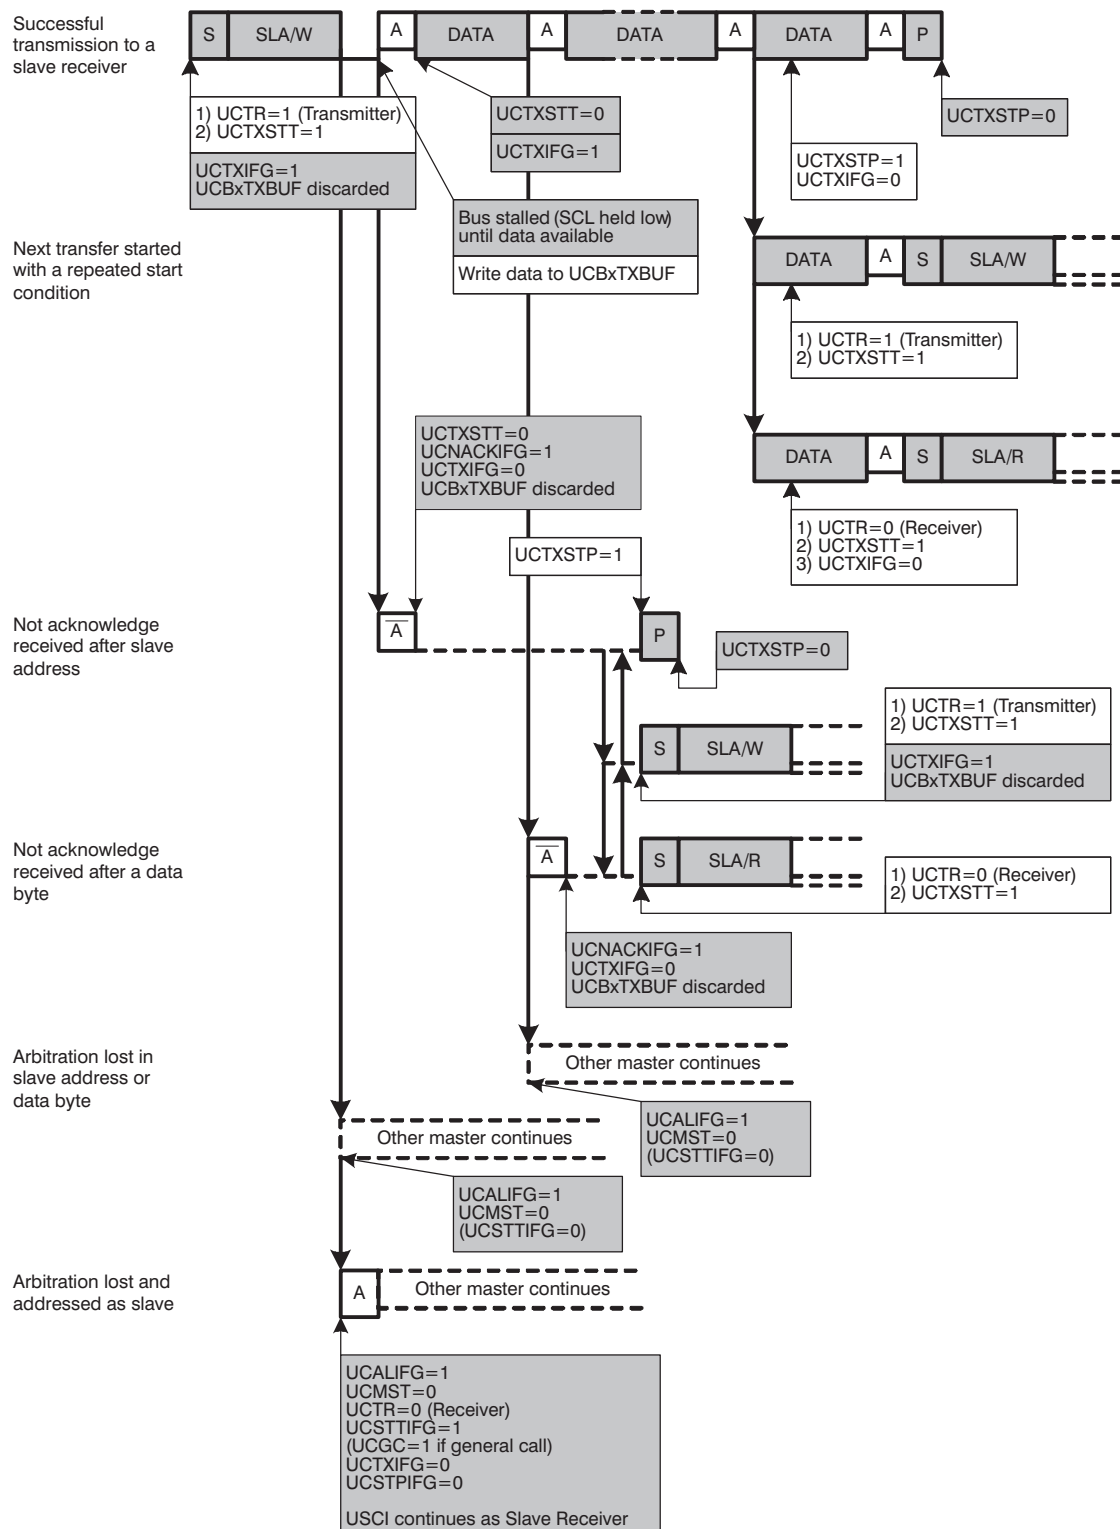 Successful
transmission to a
slave receiver
S SLA/W A DATA A DATA A DATA A P
1) UCTR=1 (Transmitter)
2) UCTXSTT=1
UCTXIFG=1
UCBxTXBUF discarded
UCTXSTT=0
UCTXIFG=1
UCTXSTP=0
UCTXSTP=1
UCTXIFG=0
Bus stalled (SCL held low)
until data available
Write data to UCBxTXBUF
Next transfer started
with a repeated start
condition
DATA A S SLA/W
1) UCTR=1 (Transmitter)
2) UCTXSTT=1
DATA A S SLA/R
1) UCTR=0 (Receiver)
2) UCTXSTT=1
3) UCTXIFG=0
UCTXSTT=0
UCNACKIFG=1
UCTXIFG=0
UCBxTXBUF discarded
UCTXSTP=1
Not acknowledge
received after slave
address
A P
UCTXSTP=0
S SLA/W
1) UCTR=1 (Transmitter)
2) UCTXSTT=1
UCTXIFG=1
UCBxTXBUF discarded
Not acknowledge
received after a data
byte
A S SLA/R
1) UCTR=0 (Receiver)
2) UCTXSTT=1
UCNACKIFG=1
UCTXIFG=0
UCBxTXBUF discarded
Arbitration lost in
slave address or
data byte
Other master continues
UCALIFG=1
UCMST=0
(UCSTTIFG=0)
Other master continues
UCALIFG=1
UCMST=0
(UCSTTIFG=0)
Arbitration lost and
addressed as slave
A Other master continues
UCALIFG=1
UCMST=0
UCTR=0 (Receiver)
UCSTTIFG=1
(UCGC=1 if general call)
UCTXIFG=0
UCSTPIFG=0
USCI continues as Slave Receiver